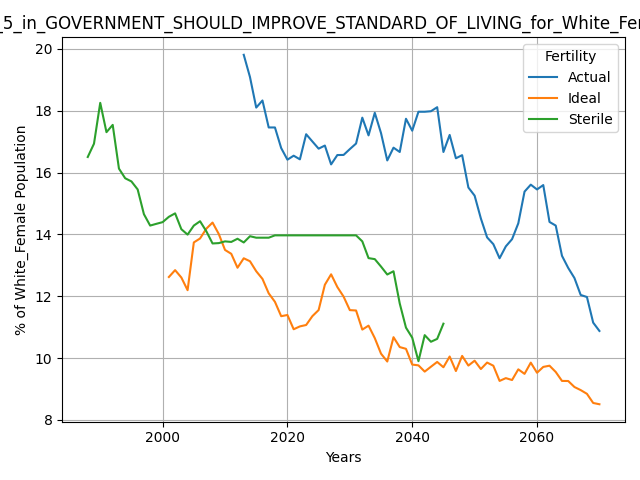 _5_in_GOVERNMENT_SHOULD_IMPROVE_STANDARD_OF_LIVING_for_White_Fe
Fertility
Actual
Ideal
Sterile
% of White_Female Population
20
18
16
14
12
10
8
2000 2020 2040 2060
Years